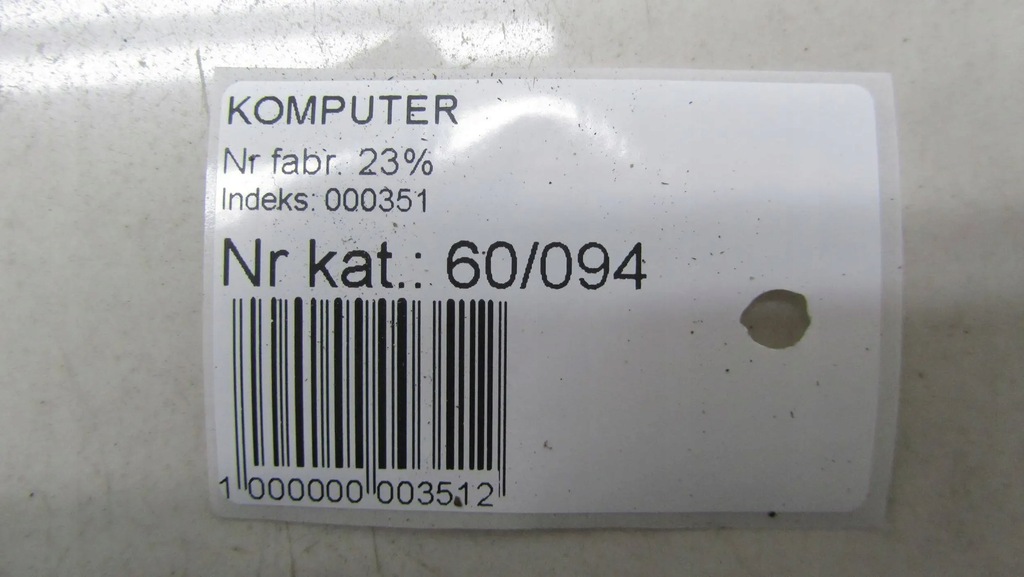 KOMPUTER
Nr fabr. 23%
Indeks: 000351
Nr kat.: 60/094
1 000000 003512